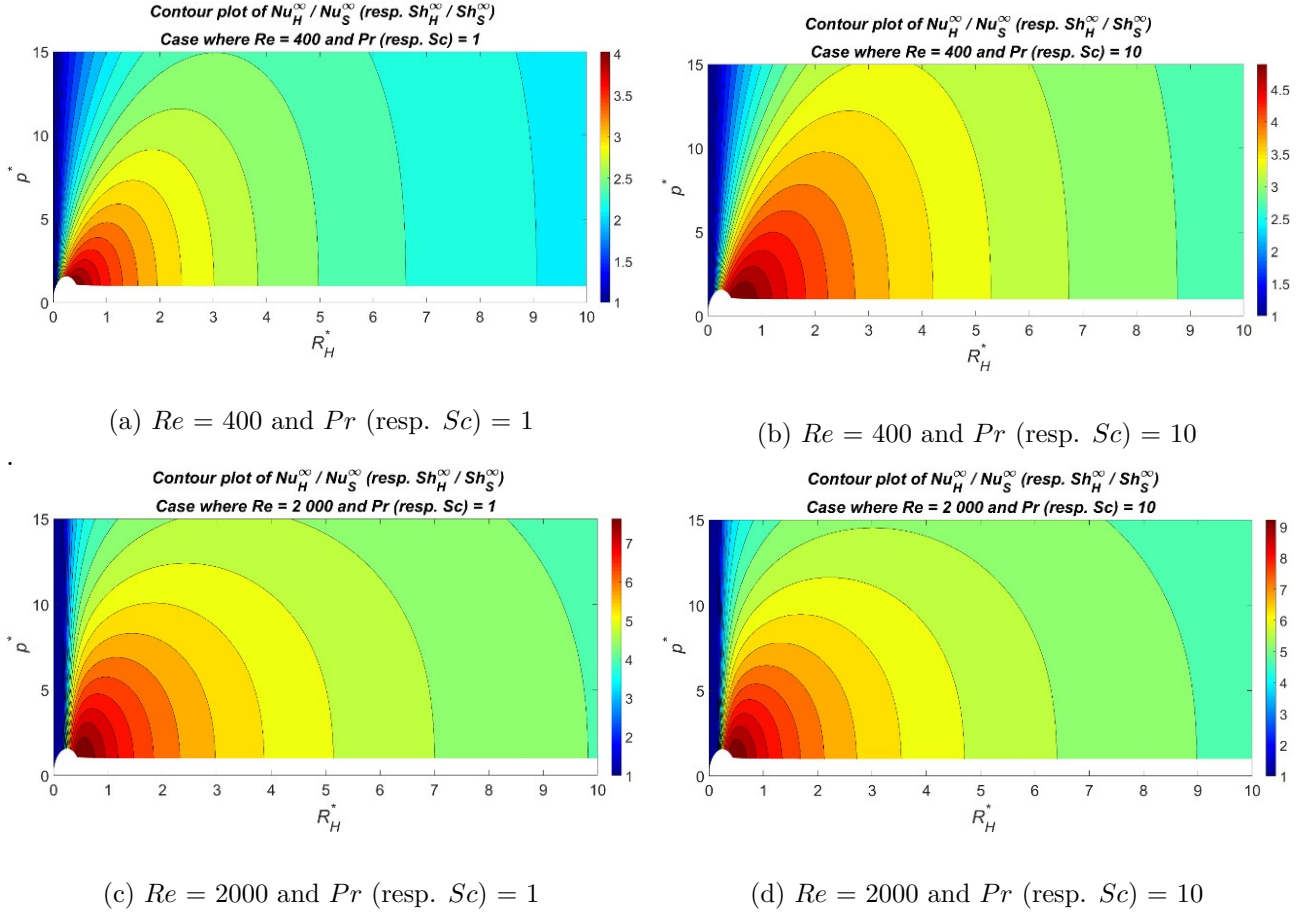 Contour plot of Nu_H^∞ / Nu_S^∞ (resp. Sh_H^∞ / Sh_S^∞)
Case where Re = 400 and Pr (resp. Sc) = 1
15
10
5
0
p*
0 1 2 3 4 5 6 7 8 9 10
R_H^*
4
3.5
3
2.5
2
1.5
1
(a) Re = 400 and Pr (resp. Sc) = 1
Contour plot of Nu_H^∞ / Nu_S^∞ (resp. Sh_H^∞ / Sh_S^∞)
Case where Re = 400 and Pr (resp. Sc) = 10
15
10
5
0
p*
0 1 2 3 4 5 6 7 8 9 10
R_H^*
4.5
4
3.5
3
2.5
2
1.5
1
(b) Re = 400 and Pr (resp. Sc) = 10
.
Contour plot of Nu_H^∞ / Nu_S^∞ (resp. Sh_H^∞ / Sh_S^∞)
Case where Re = 2 000 and Pr (resp. Sc) = 1
15
10
5
0
p*
0 1 2 3 4 5 6 7 8 9 10
R_H^*
7
6
5
4
3
2
1
(c) Re = 2000 and Pr (resp. Sc) = 1
Contour plot of Nu_H^∞ / Nu_S^∞ (resp. Sh_H^∞ / Sh_S^∞)
Case where Re = 2 000 and Pr (resp. Sc) = 10
15
10
5
0
p*
0 1 2 3 4 5 6 7 8 9 10
R_H^*
9
8
7
6
5
4
3
2
1
(d) Re = 2000 and Pr (resp. Sc) = 10